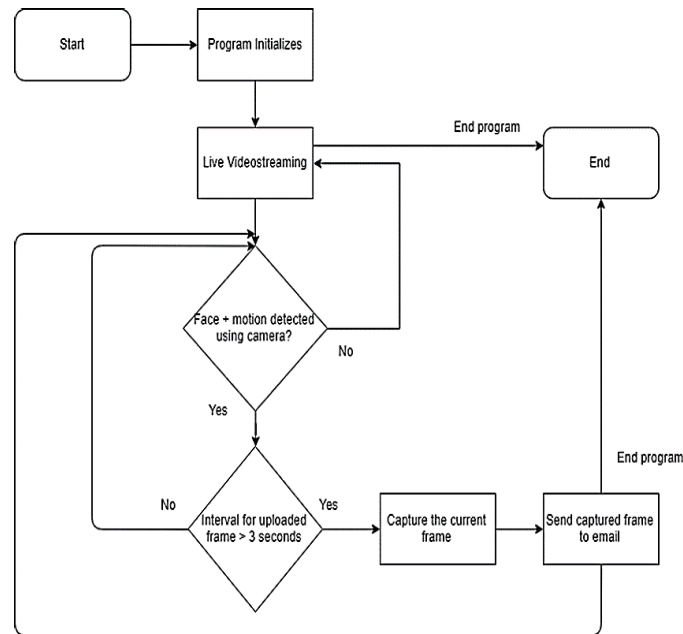 Start
Program Initializes
End program
Live Videostreaming
End
Face + motion detected
using camera?
No
Yes
No
Yes
Interval for uploaded
frame > 3 seconds
Capture the current
frame
End program
Send captured frame
to email